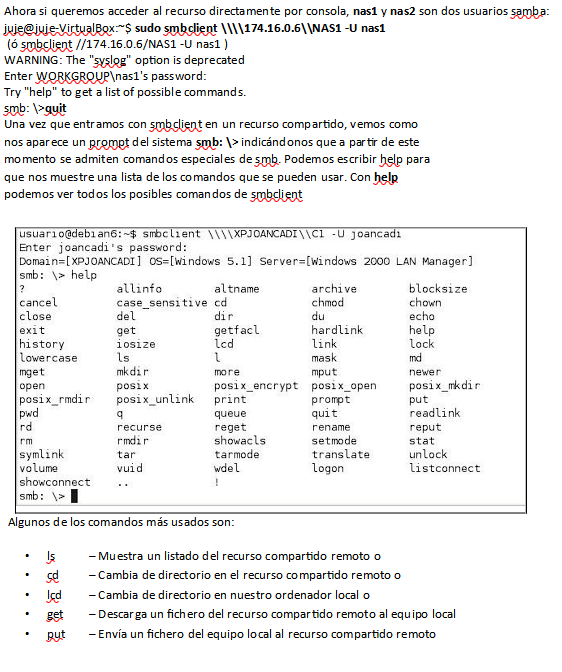 Ahora si queremos acceder al recurso directamente por consola, nas1 y nas2 son dos usuarios samba:
juje@juje-VirtualBox:~$ sudo smbclient \\\\174.16.0.6\\NAS1 -U nas1
(ó smbclient //174.16.0.6/NAS1 -U nas1 )
WARNING: The "syslog" option is deprecated
Enter WORKGROUP\nas1's password:
Try "help" to get a list of possible commands.
smb: \>quit
Una vez que entramos con smbclient en un recurso compartido, vemos como
nos aparece un prompt del sistema smb: \> indicándonos que a partir de este
momento se admiten comandos especiales de smb. Podemos escribir help para
que nos muestre una lista de los comandos que se pueden usar. Con help
podemos ver todos los posibles comandos de smbclient
usuario@debian6:~$ smbclient \\\\XPJOANCADI\\C1 -U joancadi
Enter joancadi's password:
Domain=[XPJOANCADI] OS=[Windows 5.1] Server=[Windows 2000 LAN Manager]
smb: \> help
? allinfo altname archive blocksize
cancel case_sensitive cd chmod chown
close del dir du echo
exit get getfacl hardlink help
history iosize lcd link lock
lowercase ls l mask md
mget mkdir more mput newer
open posix posix_encrypt posix_open posix_mkdir
posix_rmdir posix_unlink print prompt put
pwd q queue quit readlink
rd recurse reget rename reput
rm rmdir showacls setmode stat
symlink tar tarmode translate unlock
volume vuid wdel logon listconnect
showconnect .. !
smb: \>
Algunos de los comandos más usados son:
• ls – Muestra un listado del recurso compartido remoto o
• cd – Cambia de directorio en el recurso compartido remoto o
• lcd – Cambia de directorio en nuestro ordenador local o
• get – Descarga un fichero del recurso compartido remoto al equipo local
• put – Envía un fichero del equipo local al recurso compartido remoto